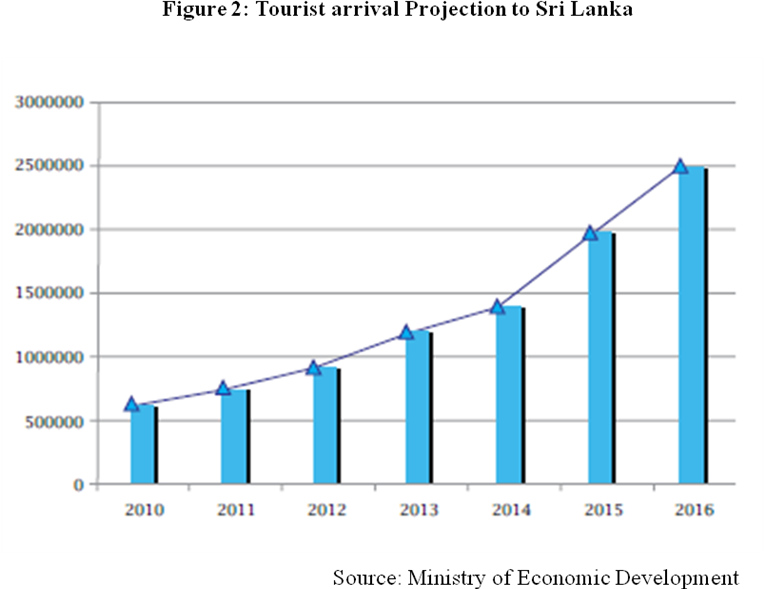 Figure 2: Tourist arrival Projection to Sri Lanka
3000000
2500000
2000000
1500000
1000000
500000
0
2010 2011 2012 2013 2014 2015 2016
Source: Ministry of Economic Development